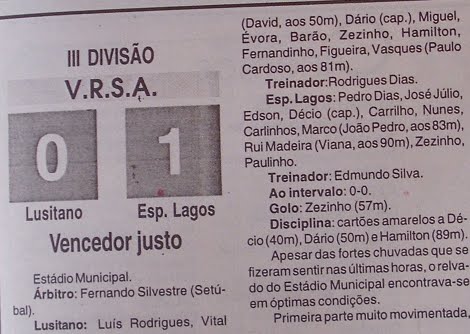 III DIVISÃO
V.R.S.A.
0 1
Lusitano Esp. Lagos
Vencedor justo
Estádio Municipal.
Árbitro: Fernando Silvestre (Setú-
bal).
Lusitano: Luís Rodrigues, Vital
(David, aos 50m), Dário (cap.), Miguel,
Évora, Barão, Zezinho, Hamilton,
Fernandinho, Figueira, Vasques (Paulo
Cardoso, aos 81m).
Treinador:Rodrigues Dias.
Esp. Lagos: Pedro Dias, José Júlio,
Edson, Décio (cap.), Carrilho, Nunes,
Carlinhos, Marco (João Pedro, aos 83m),
Rui Madeira (Viana, aos 90m), Zezinho,
Paulinho.
Treinador: Edmundo Silva.
Ao intervalo: 0-0.
Golo: Zezinho (57m).
Disciplina: cartões amarelos a Dé-
cio (40m), Dário (50m) e Hamilton (89m).
Apesar das fortes chuvadas que se
fizeram sentir nas últimas horas, o relva-
do do Estádio Municipal encontrava-se
em óptimas condições.
Primeira parte muito movimentada,